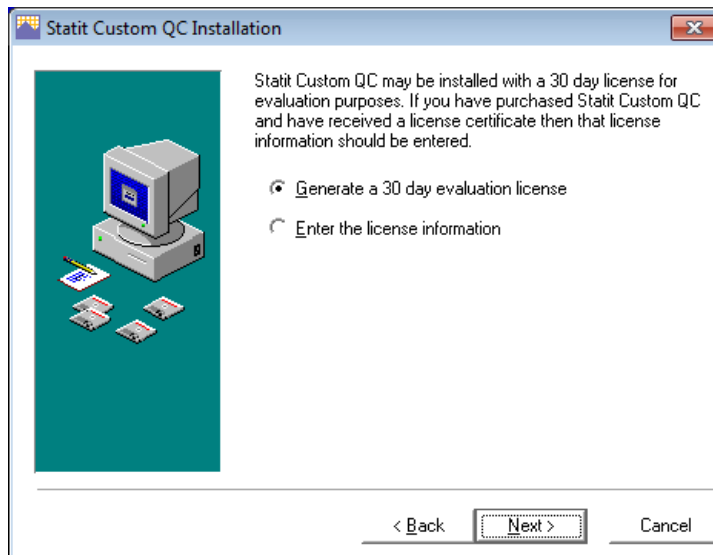 Statit Custom QC Installation
Statit Custom QC may be installed with a 30 day license for
evaluation purposes. If you have purchased Statit Custom QC
and have received a license certificate then that license
information should be entered.
Generate a 30 day evaluation license
Enter the license information
< Back
Next >
Cancel